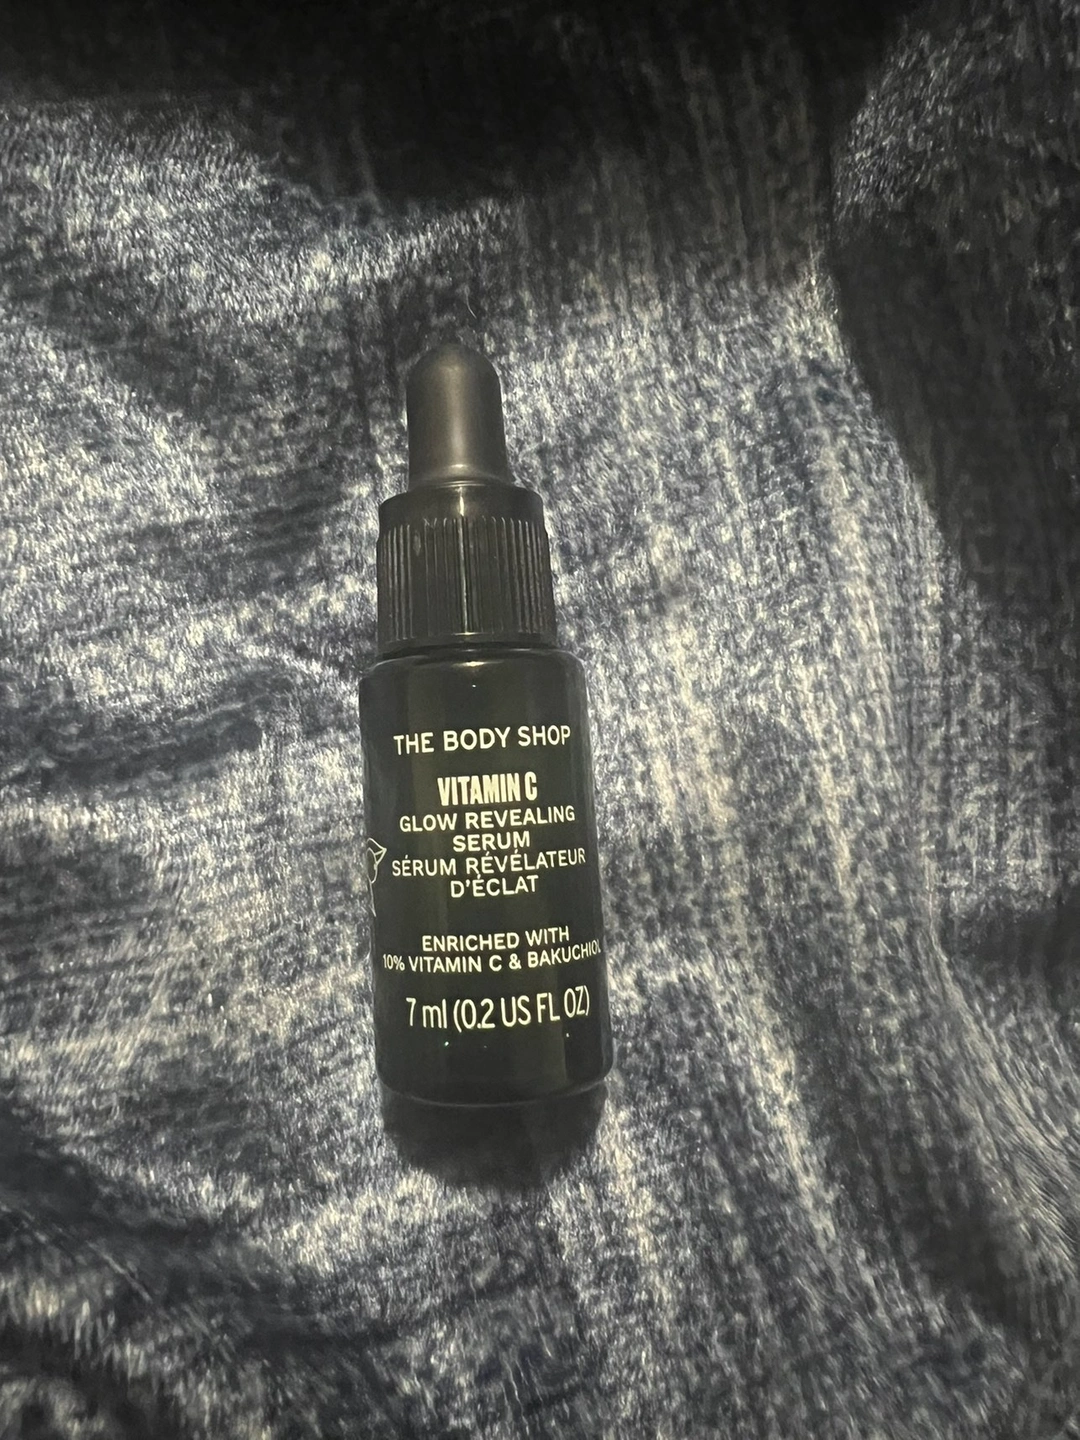 THE BODY SHOP
VITAMIN C
GLOW REVEALING
SERUM
SÉRUM RÉVÉLATEUR
D'ÉCLAT
ENRICHED WITH
10% VITAMIN C & BAKUCHIOL
7 ml (0.2 US FL OZ)